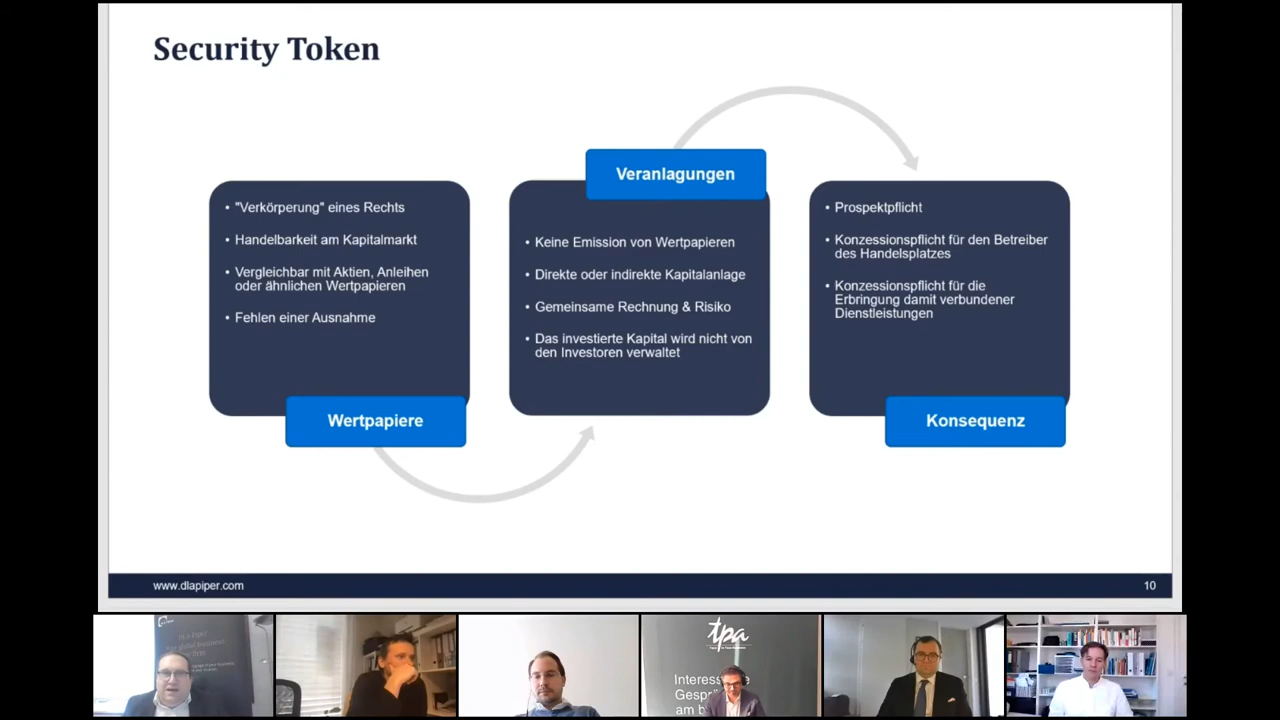 Security Token
• "Verkörperung" eines Rechts
• Handelbarkeit am Kapitalmarkt
• Vergleichbar mit Aktien, Anleihen
oder ähnlichen Wertpapieren
• Fehlen einer Ausnahme
Wertpapiere
Veranlagungen
• Keine Emission von Wertpapieren
• Direkte oder indirekte Kapitalanlage
• Gemeinsame Rechnung & Risiko
• Das investierte Kapital wird nicht von
den Investoren verwaltet
• Prospektpflicht
• Konzessionspflicht für den Betreiber
des Handelsplatzes
• Konzessionspflicht für die
Erbringung damit verbundener
Dienstleistungen
Konsequenz
www.dlapiper.com
10
tpa
Gespr
am b